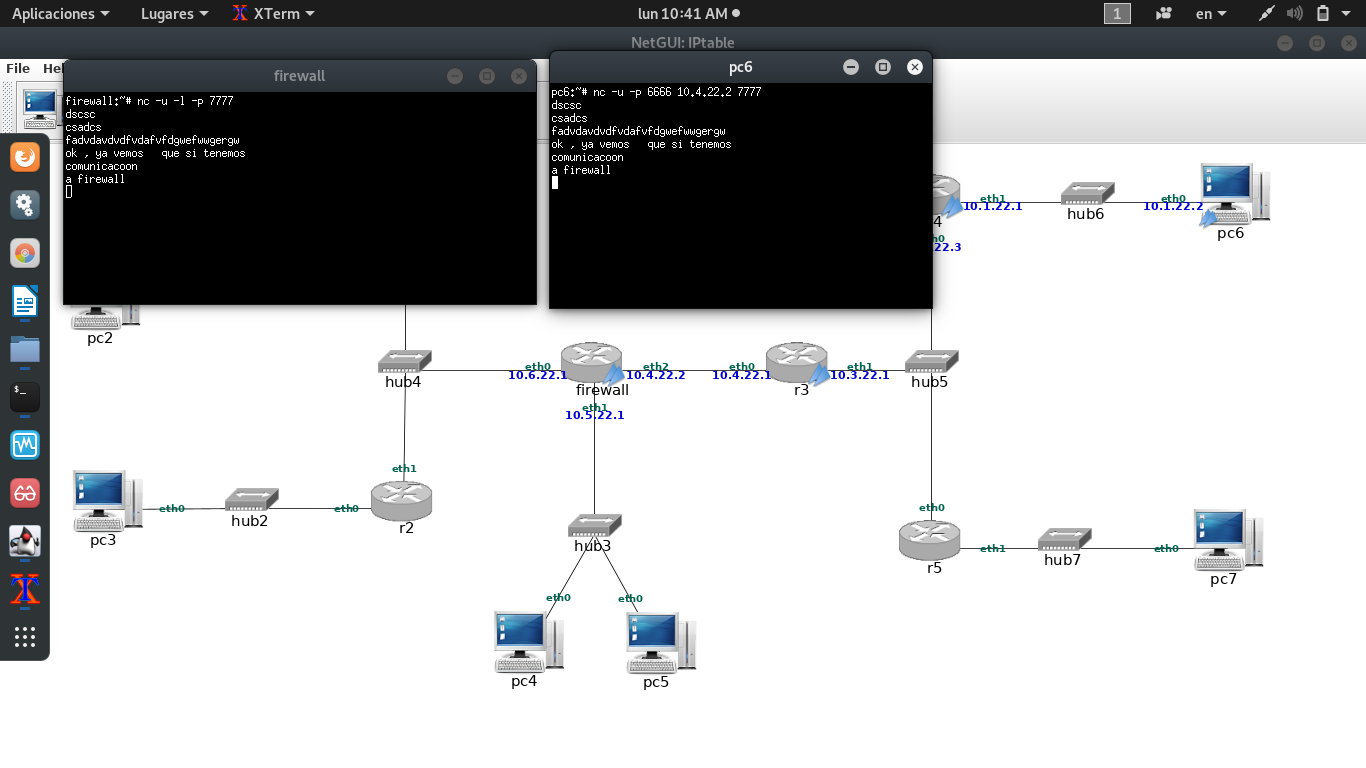 Aplicaciones
Lugares
XTerm
lun 10:41 AM
1
en
NetGUI: IPtable
File
firewall
firewall:~# nc -u -l -p 7777
dscsc
csadcs
fadvdavdvdfvdafvfdgwefwwgergw
ok , ya vemos   que si tenemos
comunicacoon
a firewall
pc6
pc6:~# nc -u -p 6666 10.4.22.2 7777
dscsc
csadcs
fadvdavdvdfvdafvfdgwefwwgergw
ok , ya vemos   que si tenemos
comunicacoon
a firewall
eth1
10.1.22.1
hub6
eth0
10.1.22.2
pc6
4
h0
22.3
pc2
hub4
eth0
10.6.22.1
firewall
eth2
10.4.22.2
eth1
10.5.22.1
eth0
10.4.22.1
r3
eth1
10.3.22.1
hub5
pc3
eth0
hub2
eth0
eth1
r2
hub3
eth0
eth0
pc4
pc5
eth0
r5
eth1
hub7
eth0
pc7